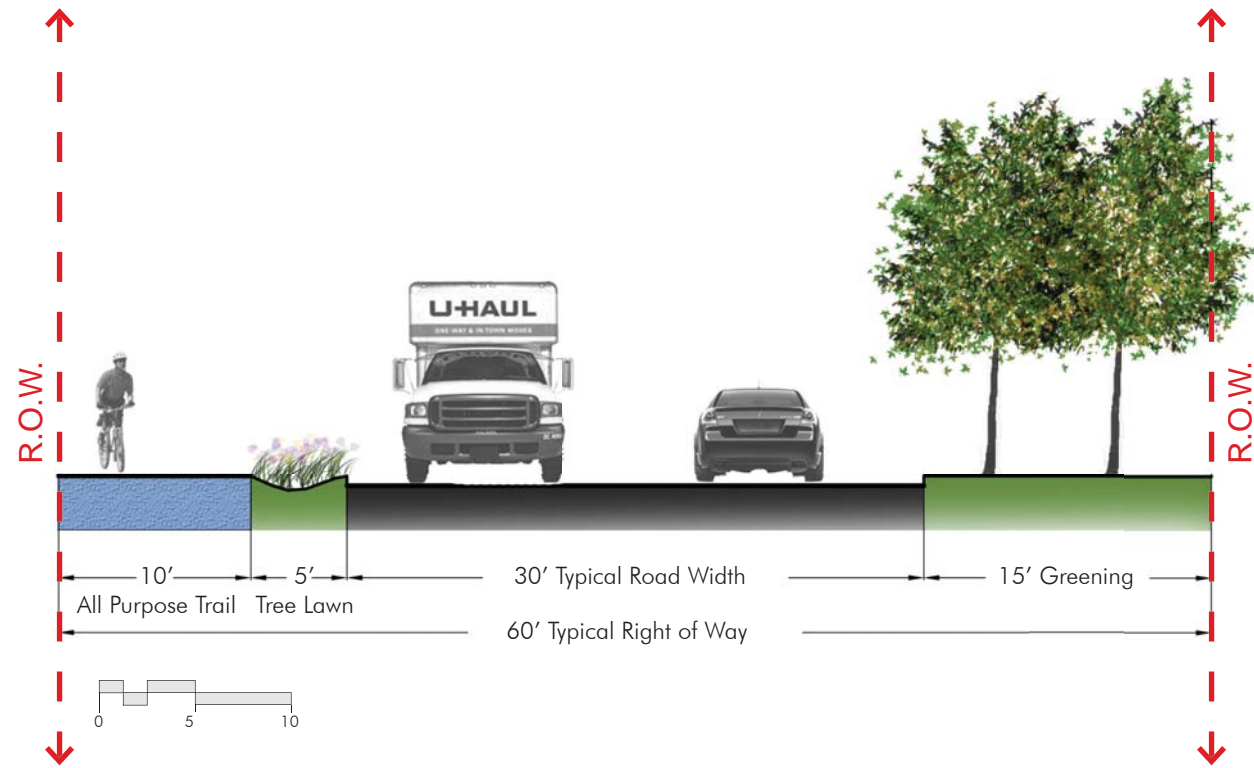 U-HAUL
ONE-WAY & IN-TOWN MOVES
R.O.W.
R.O.W.
10’
5’
30’ Typical Road Width
15’ Greening
All Purpose Trail
Tree Lawn
60’ Typical Right of Way
0
5
10